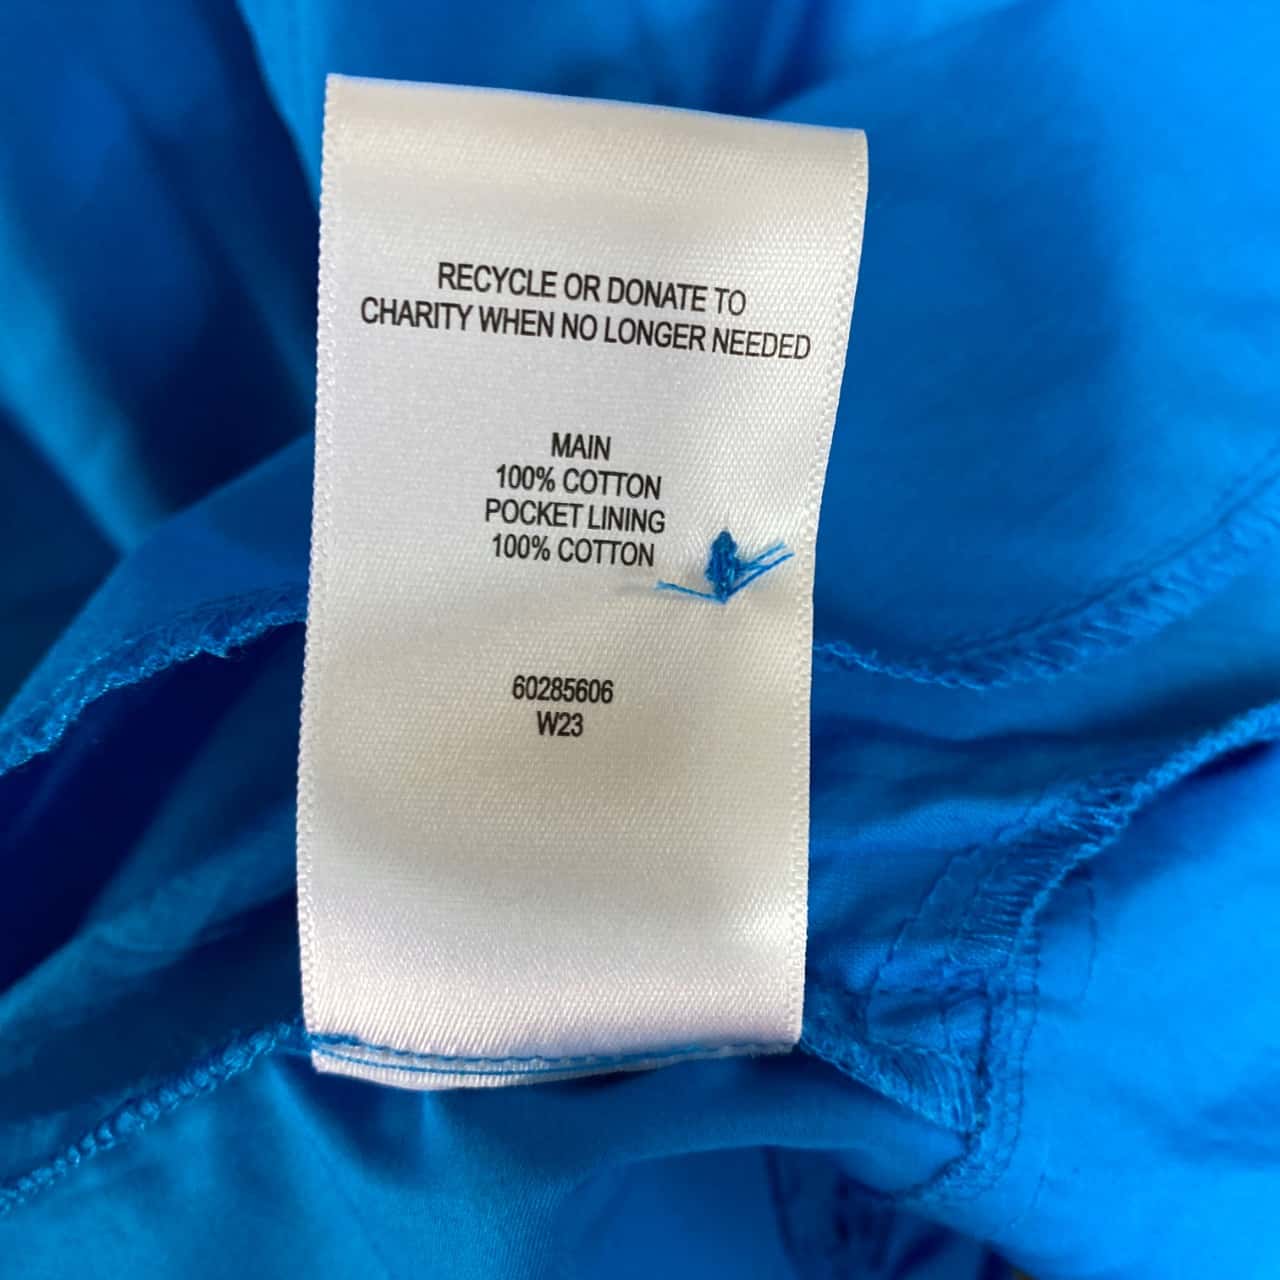 RECYCLE OR DONATE TO
CHARITY WHEN NO LONGER NEEDED
MAIN
100% COTTON
POCKET LINING
100% COTTON
60285606
W23